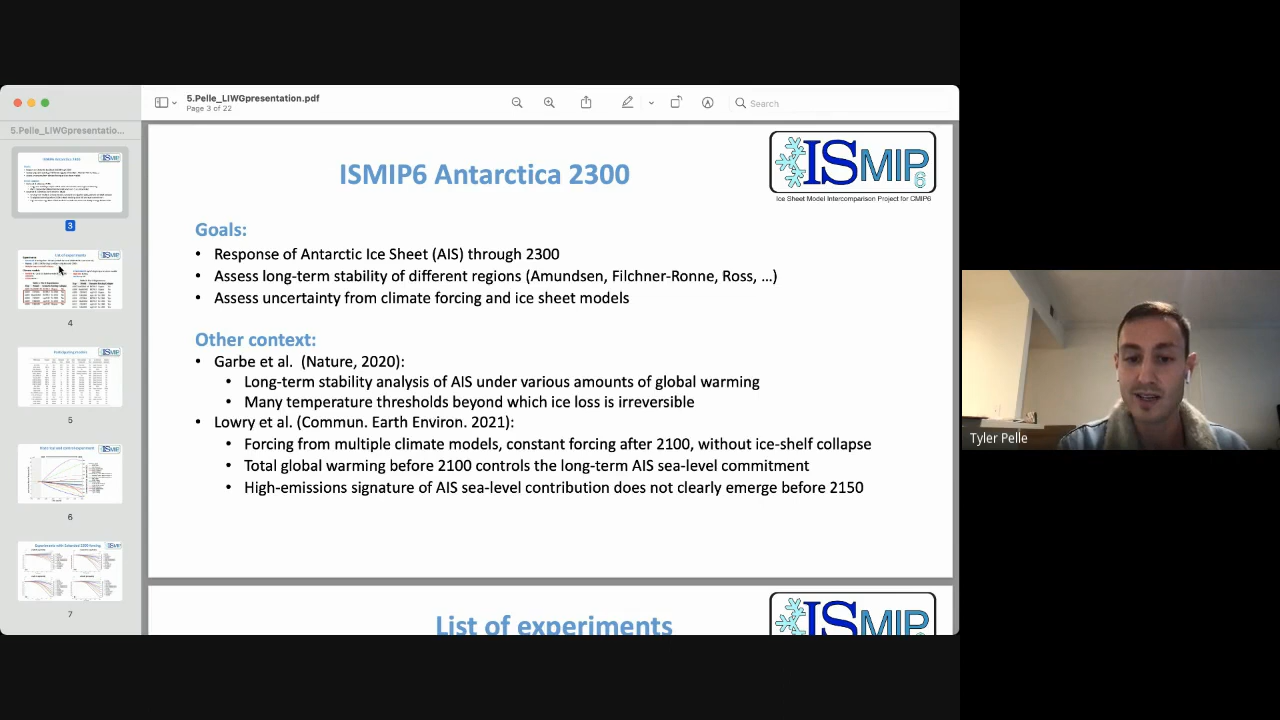 5.Pelle_LIWGpresentation.pdf
Page 3 of 22
Search
5.Pelle_LIWGpresentatio...
3
4
5
6
7
ISMIP6 Antarctica 2300
ISMIP
6
Ice Sheet Model Intercomparison Project for CMIP6
Goals:
• Response of Antarctic Ice Sheet (AIS) through 2300
• Assess long-term stability of different regions (Amundsen, Filchner-Ronne, Ross, ...)
• Assess uncertainty from climate forcing and ice sheet models
Other context:
• Garbe et al. (Nature, 2020):
• Long-term stability analysis of AIS under various amounts of global warming
• Many temperature thresholds beyond which ice loss is irreversible
• Lowry et al. (Commun. Earth Environ. 2021):
• Forcing from multiple climate models, constant forcing after 2100, without ice-shelf collapse
• Total global warming before 2100 controls the long-term AIS sea-level commitment
• High-emissions signature of AIS sea-level contribution does not clearly emerge before 2150
List of experiments
ISMIP
Tyler Pelle